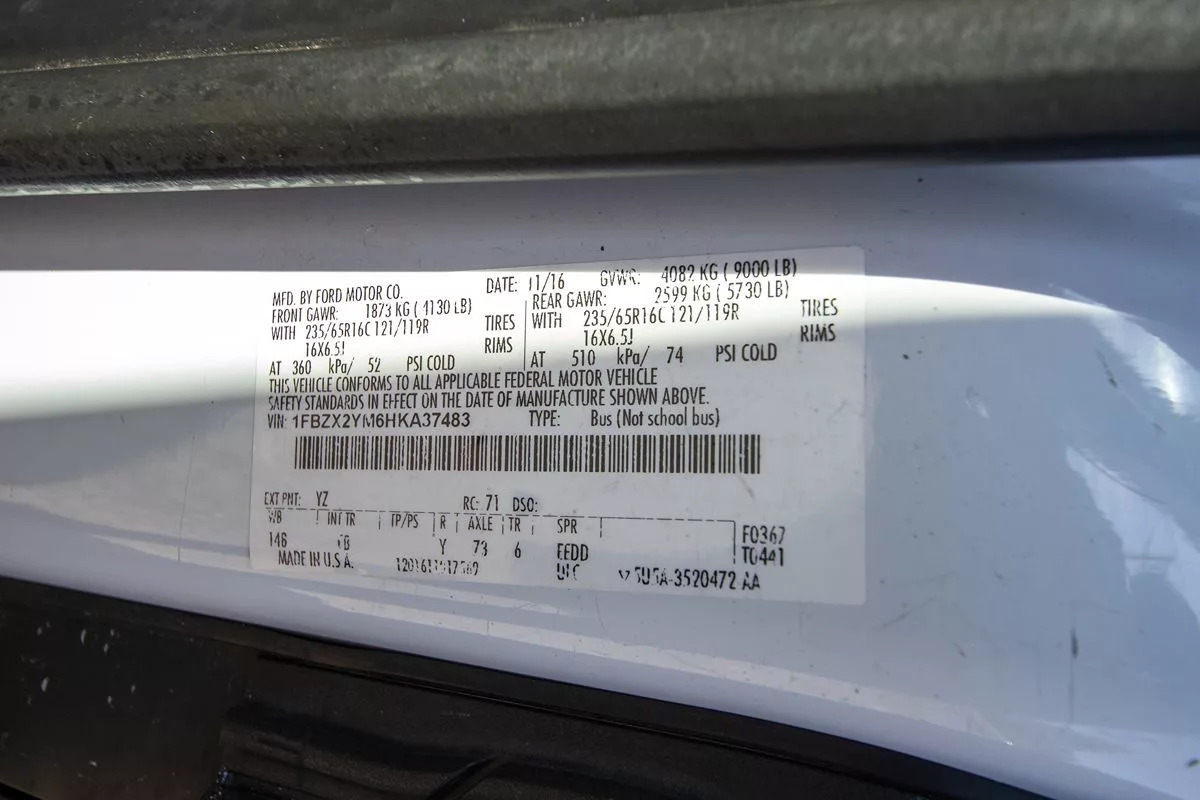 MFD. BY FORD MOTOR CO. DATE: 11/16 GVWR: 4082 KG ( 9000 LB)
FRONT GAWR: 1873 KG ( 4130 LB) REAR GAWR: 2599 KG ( 5730 LB)
WITH 235/65R16C 121/119R TIRES WITH 235/65R16C 121/119R TIRES
16X6.5J RIMS 16X6.5J RIMS
AT 360 kPa/ 52 PSI COLD AT 510 kPa/ 74 PSI COLD
THIS VEHICLE CONFORMS TO ALL APPLICABLE FEDERAL MOTOR VEHICLE
SAFETY STANDARDS IN EFFECT ON THE DATE OF MANUFACTURE SHOWN ABOVE.
VIN: 1FBZX2YM6HKA37483 TYPE: Bus (Not school bus)
EXT PNT: YZ RC: 71 DSO:
WB INT TR TP/PS R AXLE TR SPR F0367
148 Y 73 6 EEDD T0441
MADE IN U.S.A.